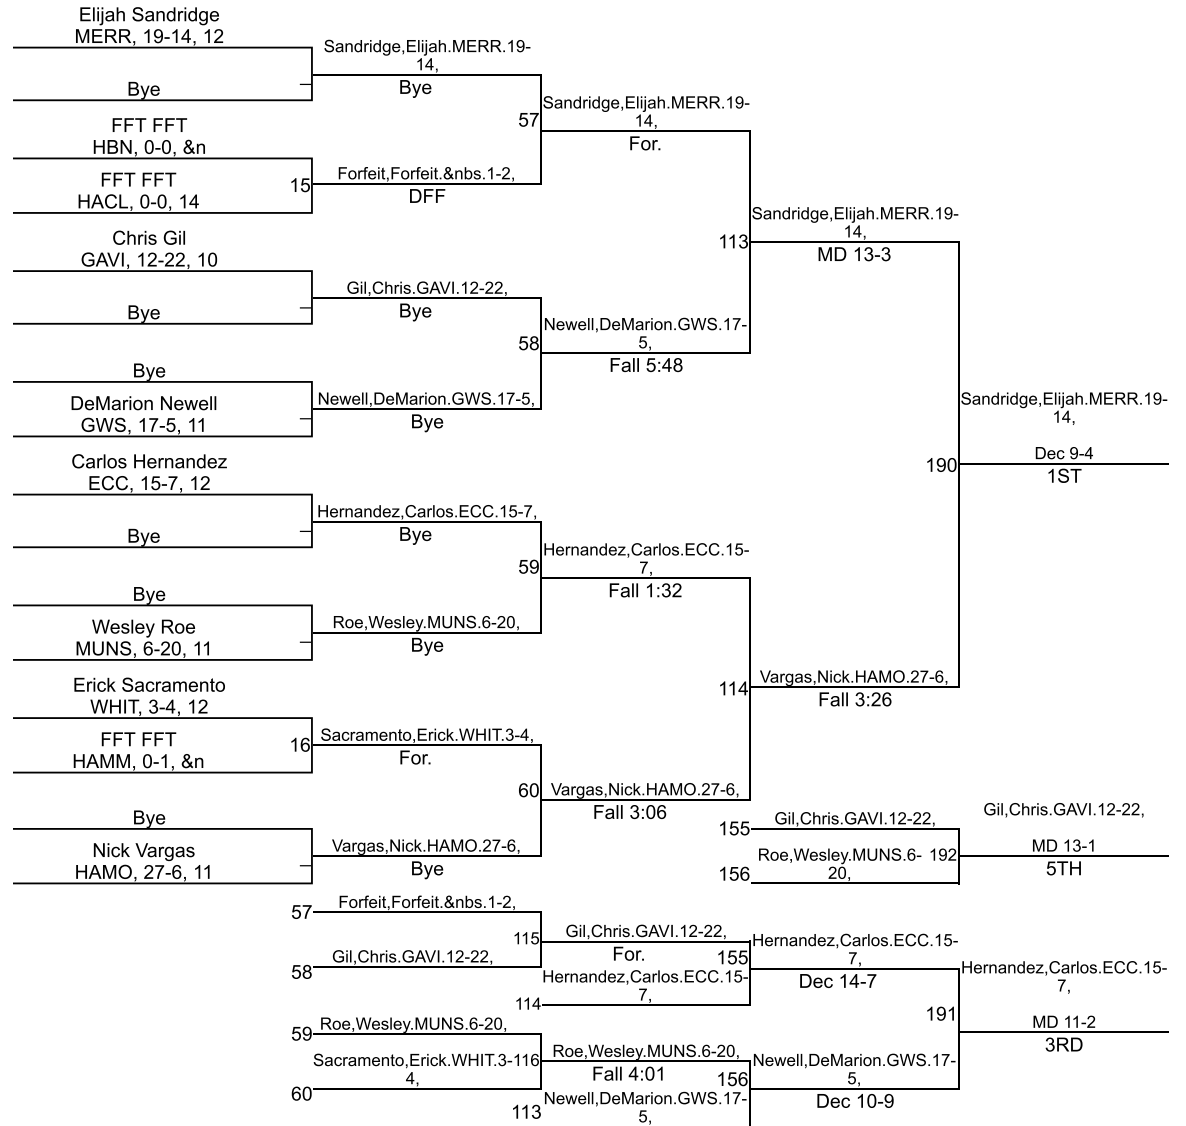 Elijah Sandridge
MERR, 19-14, 12
Bye
FFT FFT
HBN, 0-0, &n
FFT FFT
HACL, 0-0, 14
Chris Gil
GAVI, 12-22, 10
Bye
Bye
DeMarion Newell
GWS, 17-5, 11
Carlos Hernandez
ECC, 15-7, 12
Bye
Bye
Wesley Roe
MUNS, 6-20, 11
Erick Sacramento
WHIT, 3-4, 12
FFT FFT
HAMM, 0-1, &n
Bye
Nick Vargas
HAMO, 27-6, 11
Sandridge,Elijah.MERR.19-
14,
Bye
15
Forfeit,Forfeit.&nbs.1-2,
DFF
Gil,Chris.GAVI.12-22,
Bye
Newell,DeMarion.GWS.17-5,
Bye
Hernandez,Carlos.ECC.15-7,
Bye
Roe,Wesley.MUNS.6-20,
Bye
16
Sacramento,Erick.WHIT.3-4,
For.
Vargas,Nick.HAMO.27-6,
Bye
57
Sandridge,Elijah.MERR.19-
14,
For.
58
Newell,DeMarion.GWS.17-
5,
Fall 5:48
59
Hernandez,Carlos.ECC.15-
7,
Fall 1:32
60
Vargas,Nick.HAMO.27-6,
Fall 3:06
113
Sandridge,Elijah.MERR.19-
14,
MD 13-3
114
Vargas,Nick.HAMO.27-6,
Fall 3:26
190
Sandridge,Elijah.MERR.19-
14,
Dec 9-4
1ST
155
Gil,Chris.GAVI.12-22,
156
Roe,Wesley.MUNS.6-
20,
192
Gil,Chris.GAVI.12-22,
MD 13-1
5TH
57
Forfeit,Forfeit.&nbs.1-2,
58
Gil,Chris.GAVI.12-22,
115
Gil,Chris.GAVI.12-22,
For.
114
Hernandez,Carlos.ECC.15-
7,
155
Hernandez,Carlos.ECC.15-
7,
Dec 14-7
59
Roe,Wesley.MUNS.6-20,
60
Sacramento,Erick.WHIT.3-
4,
116
Roe,Wesley.MUNS.6-20,
Fall 4:01
113
Newell,DeMarion.GWS.17-
5,
156
Newell,DeMarion.GWS.17-
5,
Dec 10-9
191
Hernandez,Carlos.ECC.15-
7,
MD 11-2
3RD